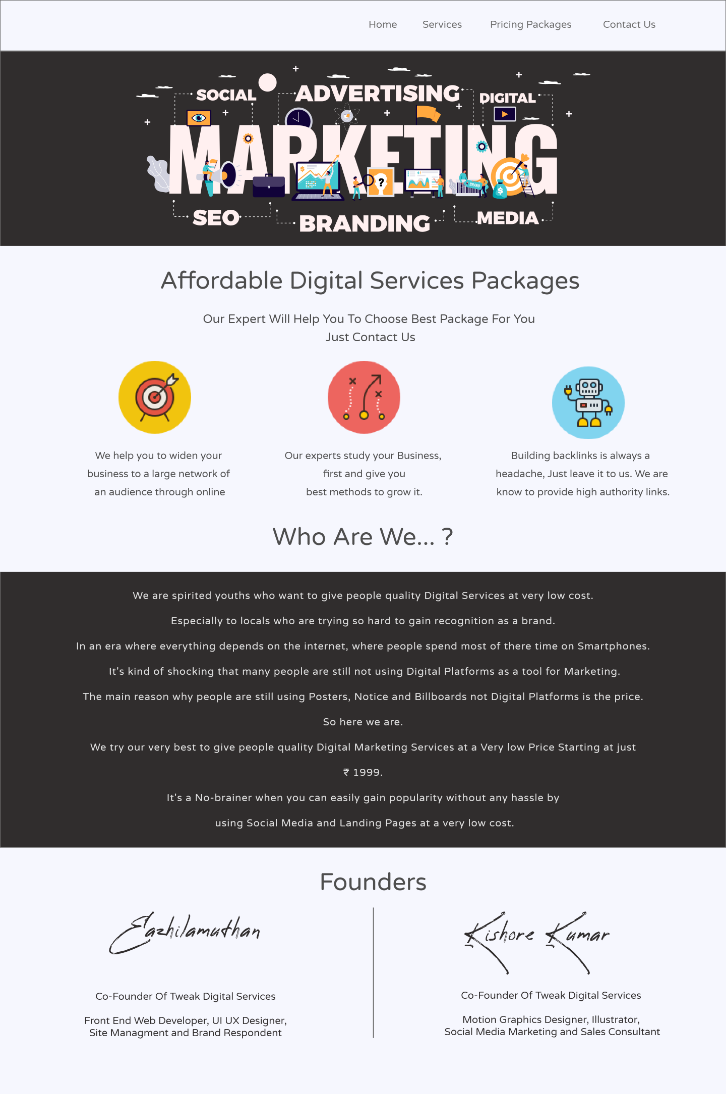 Home Services Pricing Packages Contact Us
SOCIAL ADVERTISING DIGITAL
MARKETING
SEO BRANDING MEDIA
Affordable Digital Services Packages
Our Expert Will Help You To Choose Best Package For You
Just Contact Us
We help you to widen your
business to a large network of
an audience through online
Our experts study your Business,
first and give you
best methods to grow it.
Building backlinks is always a
headache, Just leave it to us. We are
know to provide high authority links.
Who Are We... ?
We are spirited youths who want to give people quality Digital Services at very low cost.
Especially to locals who are trying so hard to gain recognition as a brand.
In an era where everything depends on the internet, where people spend most of there time on Smartphones.
It's kind of shocking that many people are still not using Digital Platforms as a tool for Marketing.
The main reason why people are still using Posters, Notice and Billboards not Digital Platforms is the price.
So here we are.
We try our very best to give people quality Digital Marketing Services at a Very low Price Starting at just
₹ 1999.
It's a No-brainer when you can easily gain popularity without any hassle by
using Social Media and Landing Pages at a very low cost.
Founders
Eazhilamuthan
Co-Founder Of Tweak Digital Services
Front End Web Developer, UI UX Designer,
Site Managment and Brand Respondent
Kishore Kumar
Co-Founder Of Tweak Digital Services
Motion Graphics Designer, Illustrator,
Social Media Marketing and Sales Consultant